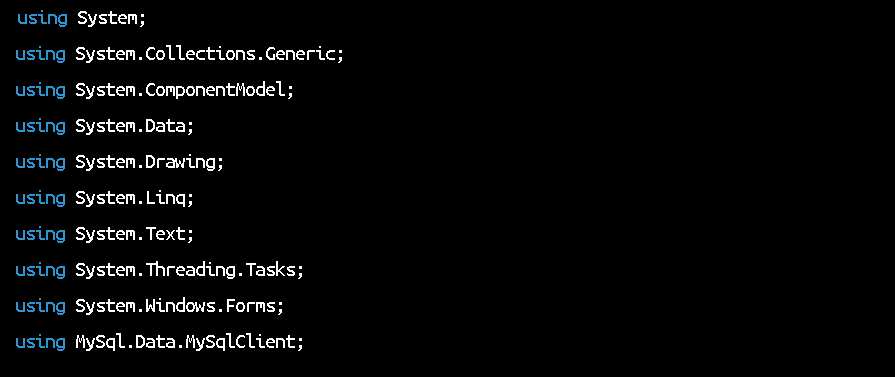 using System;
using System.Collections.Generic;
using System.ComponentModel;
using System.Data;
using System.Drawing;
using System.Linq;
using System.Text;
using System.Threading.Tasks;
using System.Windows.Forms;
using MySql.Data.MySqlClient;